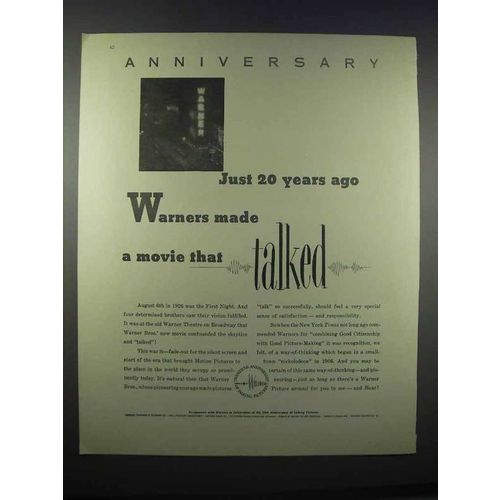 42
ANNIVERSARY
WARNER
Just 20 years ago
Warners made
a movie that talked
August 6th in 1926 was the First Night. And
four determined brothers saw their vision fulfilled.
It was at the old Warner Theatre on Broadway that
Warner Bros.' new movie confounded the skeptics
and "talked"!
This was it—fade-out for the silent screen and
start of the era that brought Motion Pictures to
the place in the world they occupy so promi-
nently today. It's natural then that Warner
Bros., whose pioneering courage made pictures
"talk" so successfully, should feel a very special
sense of satisfaction — and responsibility.
So when the New York Times not long ago com-
mended Warners for "combining Good Citizenship
with Good Picture-Making" it was recognition, we
felt, of a way-of-thinking which began in a small-
town "nickelodeon" in 1906. And you may be
certain of this same way-of-thinking — and pio-
neering — just as long as there's a Warner
Picture around for you to see — and Hear!